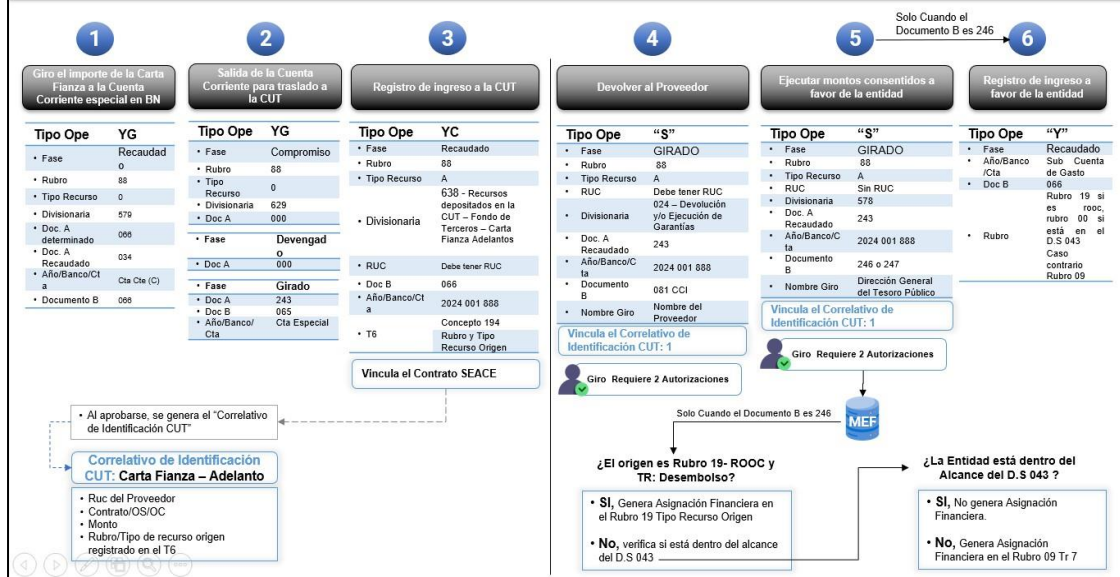 Solo Cuando el
Documento B es 246
1
2
3
4
5
6
Giro el importe de la Carta
Fianza a la Cuenta
Corriente especial en BN
Tipo Ope YG
• Fase Recaudad
o
• Rubro 88
• Tipo Recurso 0
• Divisionaria 579
• Doc. A
determinado 066
• Doc. A
Recaudado 034
• Año/Banco/Ct
a Cta Cte (C)
• Documento B 066
Salida de la Cuenta
Corriente para traslado a
la CUT
Tipo Ope YG
• Fase Compromiso
• Rubro 88
• Tipo
Recurso 0
• Divisionaria 629
• Doc A 000
• Fase Devengad
o
• Doc A 000
• Fase Girado
• Doc A 243
• Doc B 065
• Año/Banco/
Cta Cta Especial
Registro de ingreso a la CUT
Tipo Ope YC
• Fase Recaudado
• Rubro 88
• Tipo Recurso A
• Divisionaria
638 - Recursos
depositados en la
CUT – Fondo de
Terceros – Carta
Fianza Adelantos
• RUC Debe tener RUC
• Doc B 066
• Año/Banco/Ct
a 2024 001 888
• T6
Concepto 194
Rubro y Tipo
Recurso Origen
Vincula el Contrato SEACE
• Al aprobarse, se genera el “Correlativo
de Identificación CUT”
Correlativo de Identificación
CUT: Carta Fianza – Adelanto
• Ruc del Proveedor
• Contrato/OS/OC
• Monto
• Rubro/Tipo de recurso origen
registrado en el T6
Devolver al Proveedor
Tipo Ope “S”
• Fase GIRADO
• Rubro 88
• Tipo Recurso A
• RUC Debe tener RUC
• Divisionaria
024 – Devolución
y/o Ejecución de
Garantías
• Doc. A
Recaudado 243
• Año/Banco/C
ta 2024 001 888
• Documento
B 081 CCI
• Nombre Giro Nombre del
Proveedor
Vincula el Correlativo de
Identificación CUT: 1
Giro Requiere 2 Autorizaciones
Ejecutar montos consentidos a
favor de la entidad
Tipo Ope “S”
• Fase GIRADO
• Rubro 88
• Tipo Recurso A
• RUC Sin RUC
• Divisionaria 578
• Doc. A
Recaudado 243
• Año/Banco/C
ta 2024 001 888
• Documento
B 246 o 247
• Nombre Giro Dirección General
del Tesoro Público
Vincula el Correlativo de
Identificación CUT: 1
Giro Requiere 2 Autorizaciones
Registro de ingreso a
favor de la entidad
Tipo Ope “Y”
• Fase Recaudado
• Año/Banco
/Cta Sub Cuenta
de Gasto
• Doc B 066
• Rubro
Rubro 19 si
es rooc,
rubro 00 si
está en el
D.S 043
Caso
contrario
Rubro 09
Solo Cuando el Documento B es 246
MEF
¿El origen es Rubro 19- ROOC y
TR: Desembolso?
• SI, Genera Asignación Financiera en
el Rubro 19 Tipo Recurso Origen
• No, verifica si está dentro del alcance
del D.S 043
¿La Entidad está dentro del
Alcance del D.S 043 ?
• SI, No genera Asignación
Financiera.
• No, Genera Asignación
Financiera en el Rubro 09 Tr 7